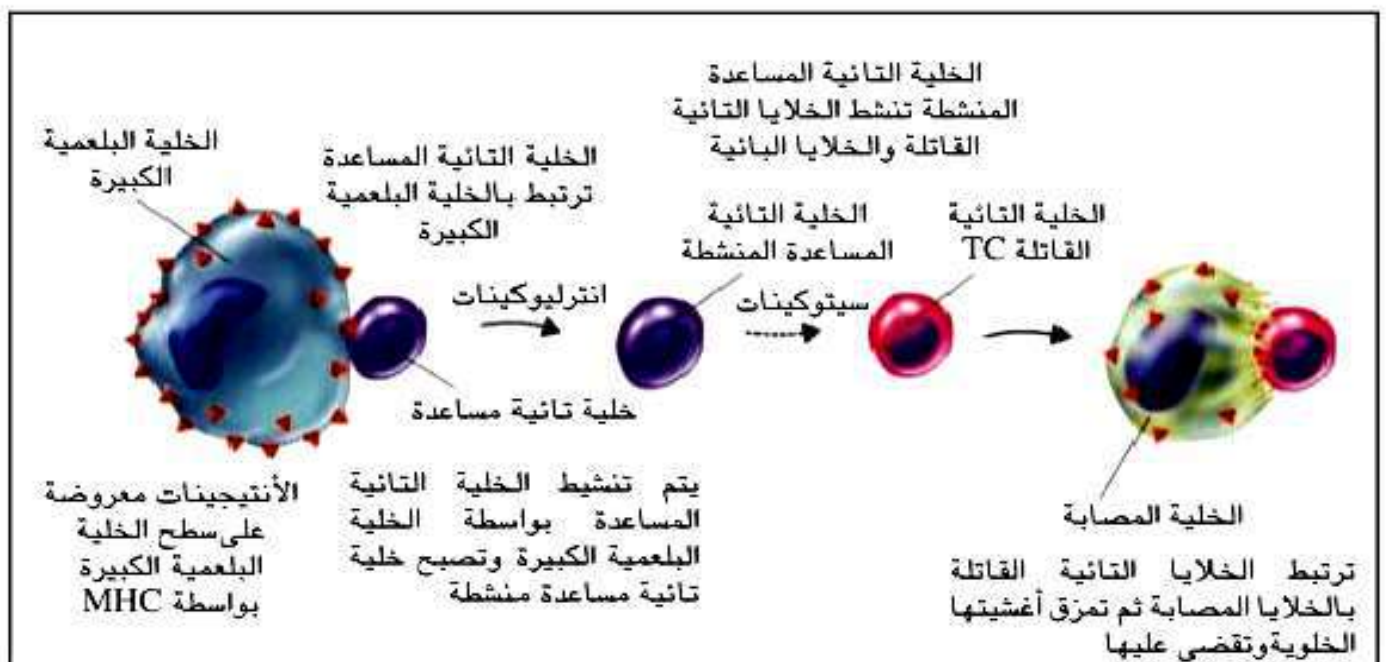 الخلية البلعمية
الكبيرة
الخلية التائية المساعدة
ترتبط بالخلية البلعمية
الكبيرة
الخلية التائية المساعدة
المنشطة تنشط الخلايا التائية
القاتلة والخلايا البائية
الخلية التائية
المساعدة المنشطة
الخلية التائية
القاتلة TC
انترليوكينات
سيتوكينات
خلية تائية مساعدة
الخلية المصابة
الأنتيجينات معروضة
على سطح الخلية
البلعمية الكبيرة
بواسطة MHC
يتم تنشيط الخلية التائية
المساعدة بواسطة الخلية
البلعمية الكبيرة وتصبح خلية
تائية مساعدة منشطة
ترتبط الخلايا التائية القاتلة
بالخلايا المصابة ثم تمزق أغشيتها
الخلوية وتقضى عليها